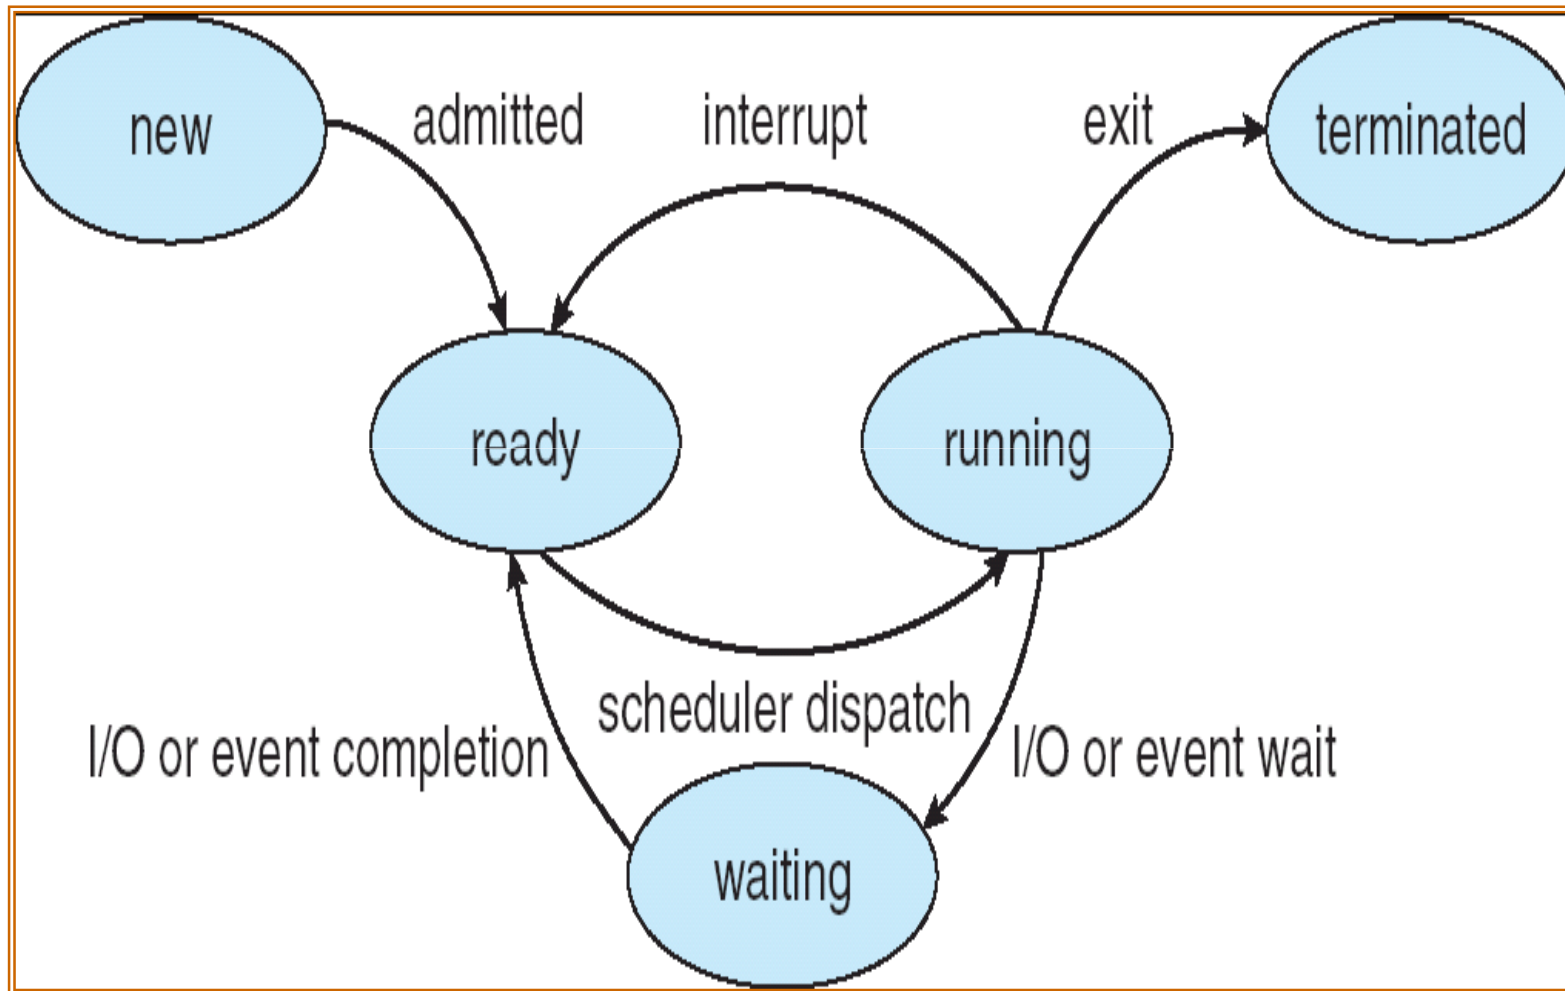 new
admitted
interrupt
exit
terminated
ready
running
scheduler dispatch
I/O or event completion
I/O or event wait
waiting